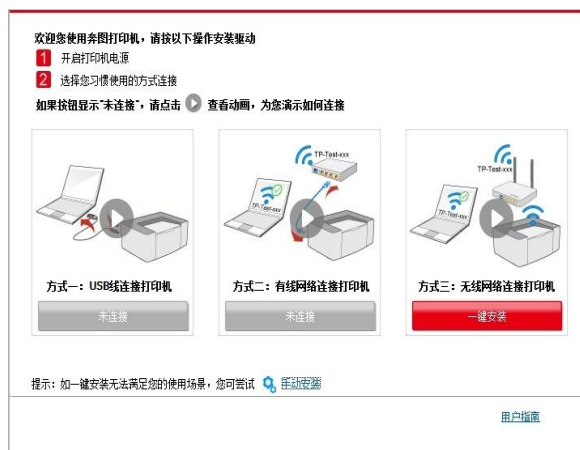 欢迎您使用奔图打印机，请按以下操作安装驱动
1 开启打印机电源
2 选择您习惯使用的方式连接
如果按钮显示"未连接"，请点击 查看动画，为您演示如何连接
TP-Test-xxx
TP-Test-xxx
TP-Test-xxx
TP-Test-xxx
方式一：USB线连接打印机
方式二：有线网络连接打印机
方式三：无线网络连接打印机
未连接
未连接
一键安装
提示：如一键安装无法满足您的使用场景，您可尝试 手动安装
用户指南